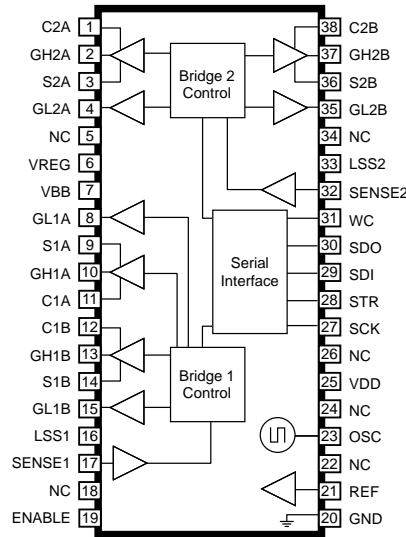 C2A 1
GH2A 2
S2A 3
GL2A 4
NC 5
VREG 6
VBB 7
GL1A 8
S1A 9
GH1A 10
C1A 11
C1B 12
GH1B 13
S1B 14
GL1B 15
LSS1 16
SENSE1 17
NC 18
ENABLE 19
Bridge 2
Control
Serial
Interface
Bridge 1
Control
38 C2B
37 GH2B
36 S2B
35 GL2B
34 NC
33 LSS2
32 SENSE2
31 WC
30 SDO
29 SDI
28 STR
27 SCK
26 NC
25 VDD
24 NC
23 OSC
22 NC
21 REF
20 GND